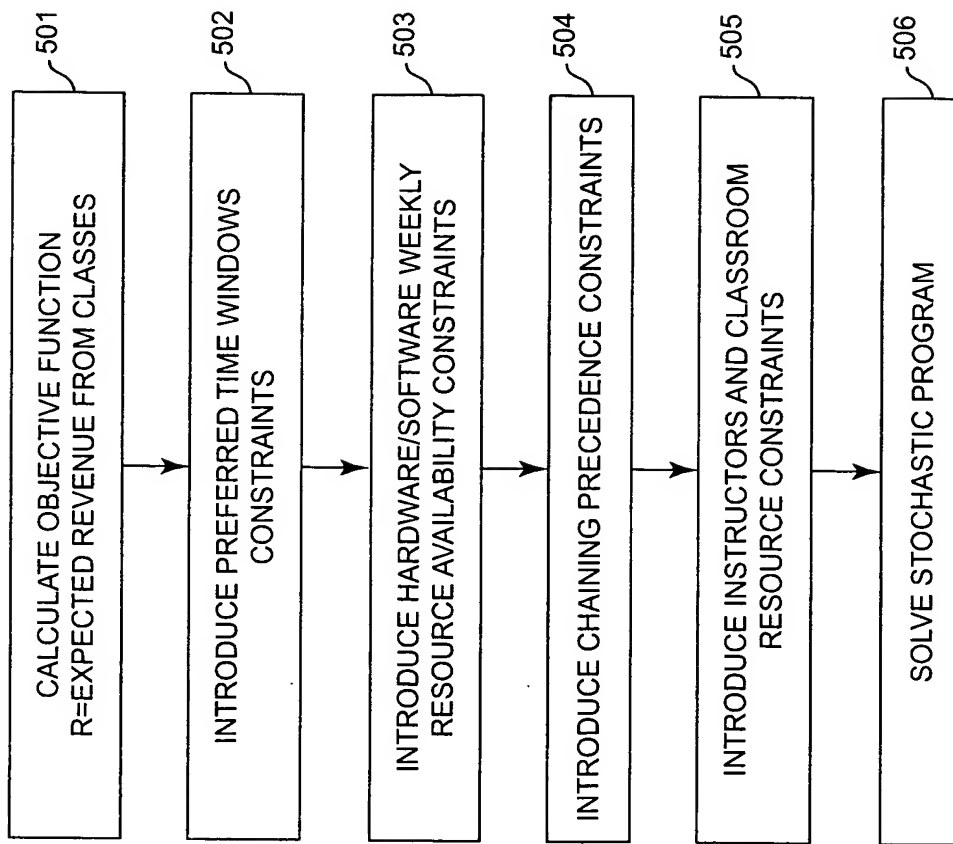 CALCULATE OBJECTIVE FUNCTION
R=EXPECTED REVENUE FROM CLASSES
501
INTRODUCE PREFERRED TIME WINDOWS
CONSTRAINTS
502
INTRODUCE HARDWARE/SOFTWARE WEEKLY
RESOURCE AVAILABILITY CONSTRAINTS
503
INTRODUCE CHAINING PRECEDENCE CONSTRAINTS
504
INTRODUCE INSTRUCTORS AND CLASSROOM
RESOURCE CONSTRAINTS
505
SOLVE STOCHASTIC PROGRAM
506